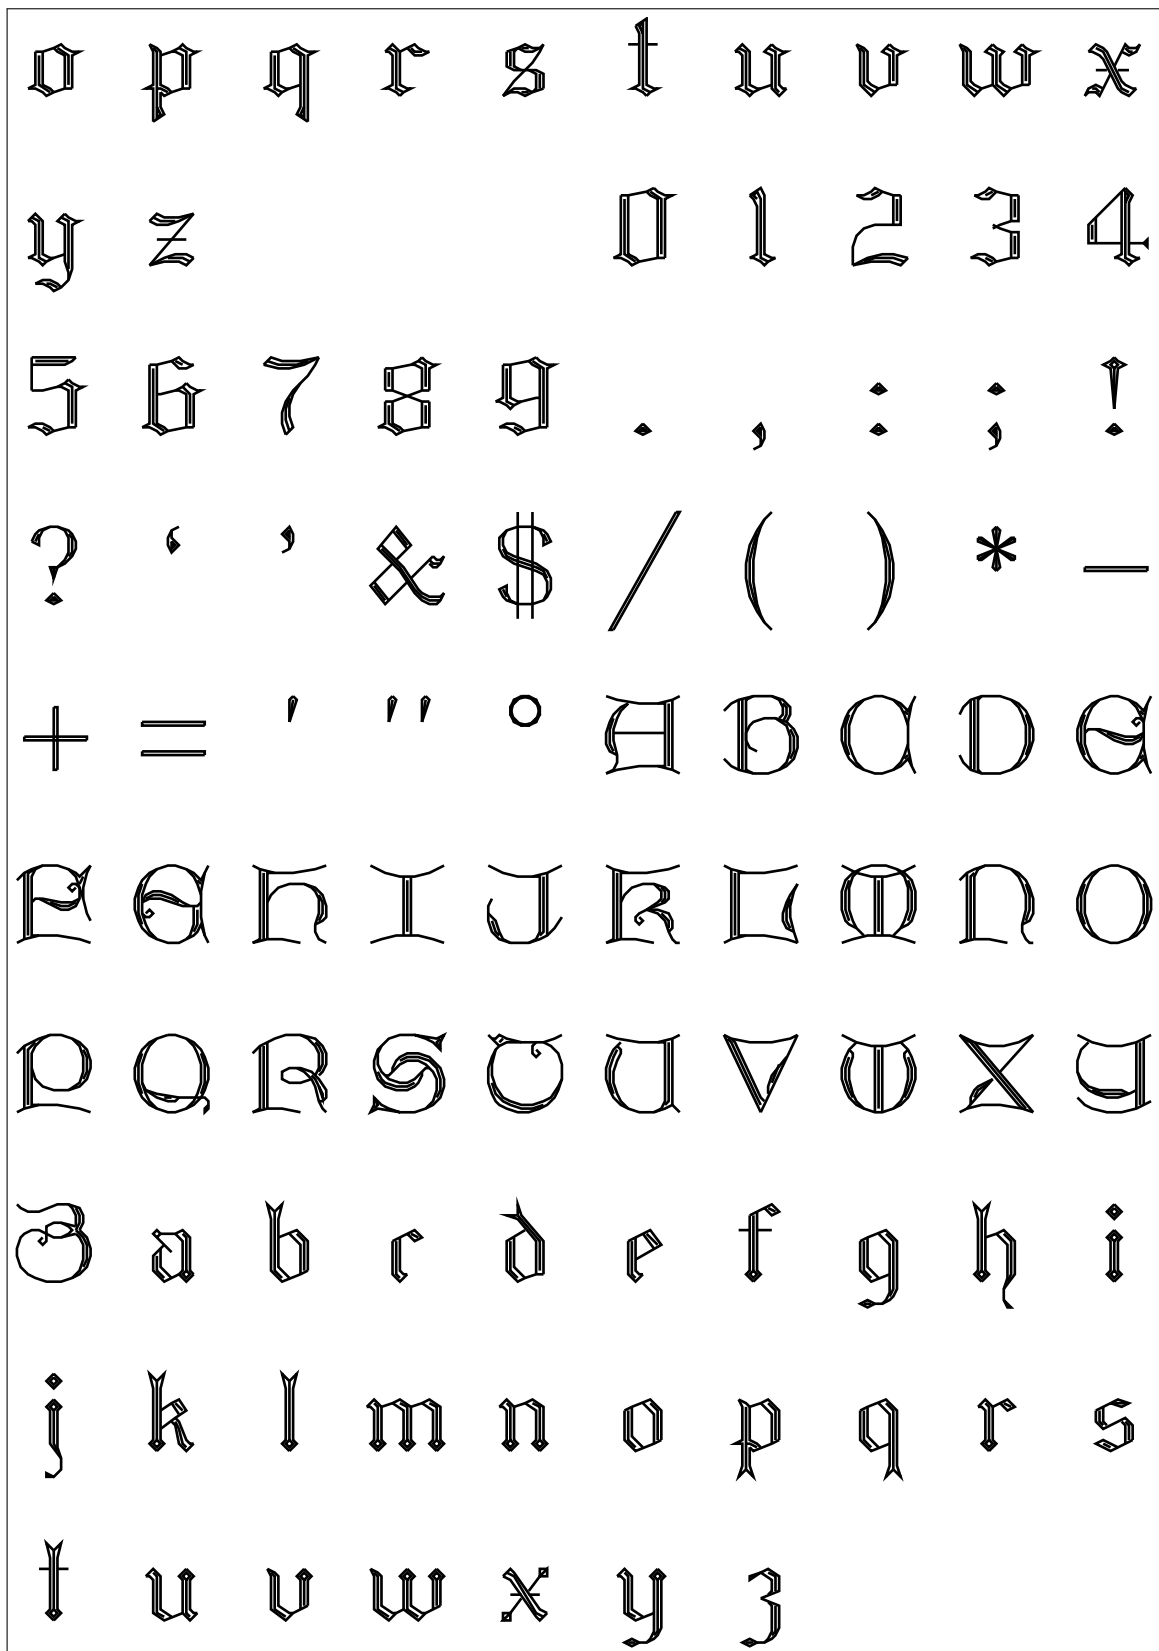 o p q r s t u v w x
y z 0 1 2 3 4
5 6 7 8 9 . , : ; !
? ‘ ’ & $ / ( ) * –
+ = ' " ° A B C D E
F G H I J K L M N O
P Q R S T U V W X Y
Z a b c d e f g h i
j k l m n o p q r s
t u v w x y z